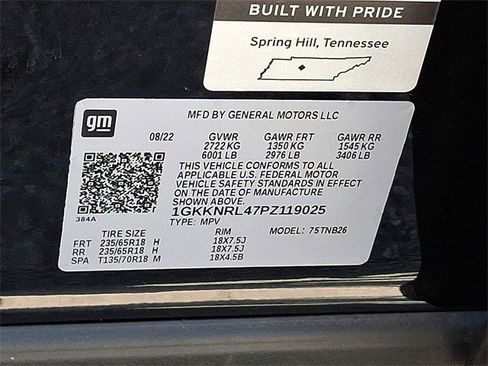 BUILT WITH PRIDE
Spring Hill, Tennessee
gm
MFD BY GENERAL MOTORS LLC
08/22 GVWR GAWR FRT GAWR RR
2722 KG 1350 KG 1545 KG
6001 LB 2976 LB 3406 LB
THIS VEHICLE CONFORMS TO ALL
APPLICABLE U.S. FEDERAL MOTOR
VEHICLE SAFETY STANDARDS IN EFFECT
ON THE DATE OF MANUFACTURE
SHOWN ABOVE.
384A
1GKKNRL47PZ119025
TYPE: MPV
TIRE SIZE RIM MODEL: 75TNB26
FRT 235/65R18 H 18X7.5J
RR 235/65R18 H 18X7.5J
SPA T135/70R18 M 18X4.5B